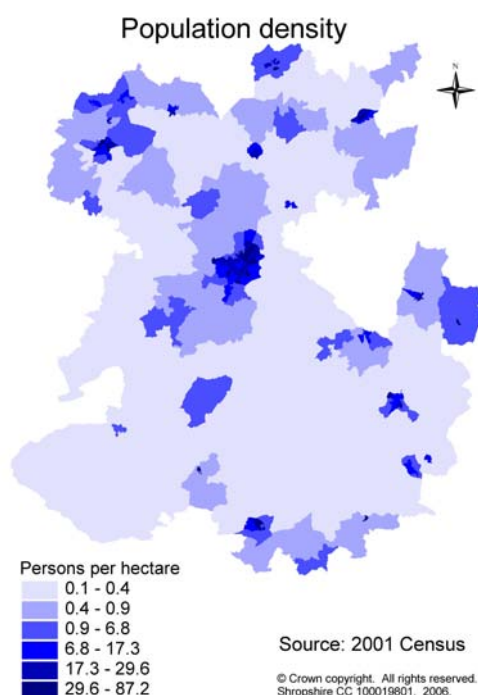 Population density
N
Persons per hectare
0.1 - 0.4
0.4 - 0.9
0.9 - 6.8
6.8 - 17.3
17.3 - 29.6
29.6 - 87.2
Source: 2001 Census
© Crown copyright. All rights reserved.
Shropshire CC 100019801. 2006.